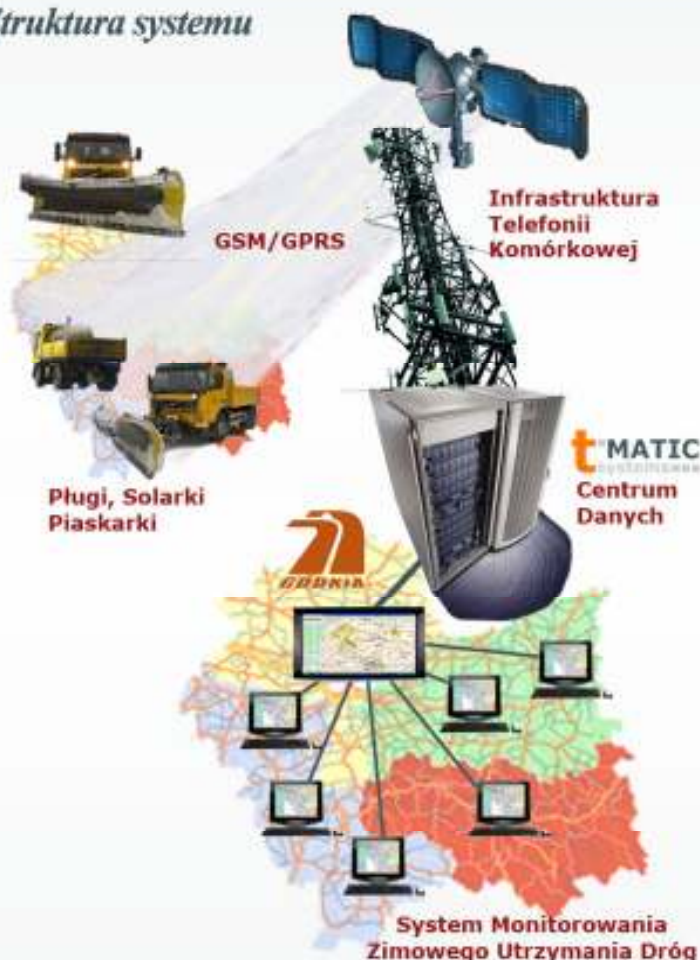 truktura systemu
Infrastruktura
Telefonii
Komórkowej
GSM/GPRS
t-MATIC
systems
Centrum
Danych
Pługi, Solarki
Piaskarki
GDDKIA
System Monitorowania
Zimowego Utrzymania Dróg